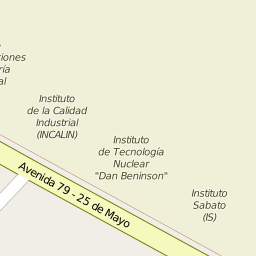 Instituto
de la Calidad
Industrial
(INCALIN)
Instituto
de Tecnología
Nuclear
"Dan Beninson"
Instituto
Sabato
(IS)
Avenida 79 - 25 de Mayo